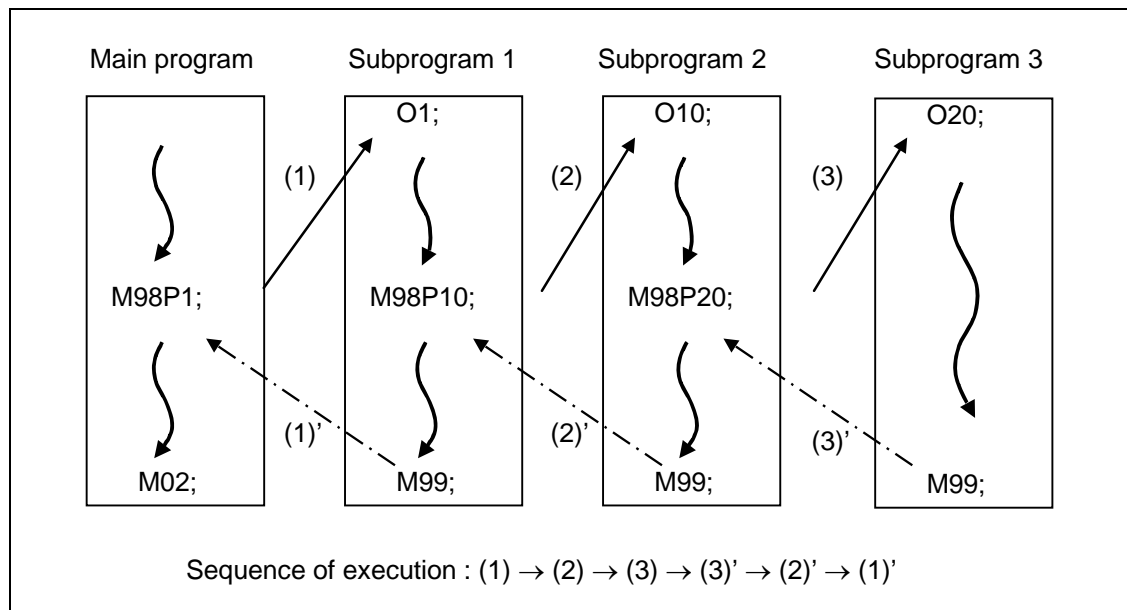 Main program Subprogram 1 Subprogram 2 Subprogram 3
O1; O10; O20;
(1) (2) (3)
M98P1; M98P10; M98P20;
(1)’ (2)’ (3)’
M02; M99; M99; M99;
Sequence of execution : (1) → (2) → (3) → (3)’ → (2)’ → (1)’